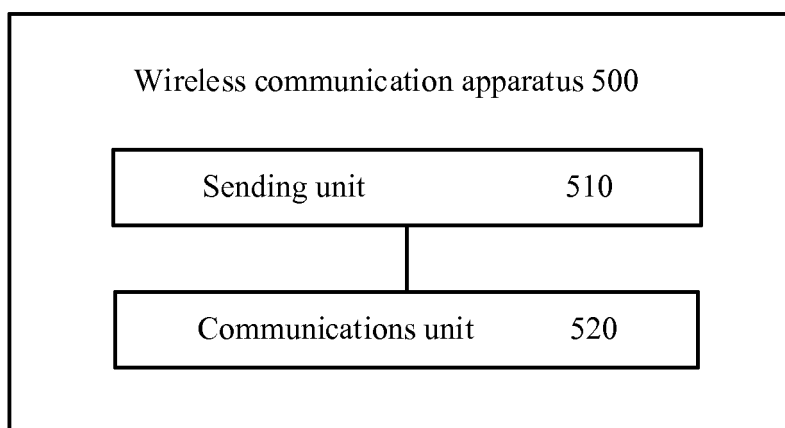 Wireless communication apparatus 500
Sending unit 510
Communications unit 520